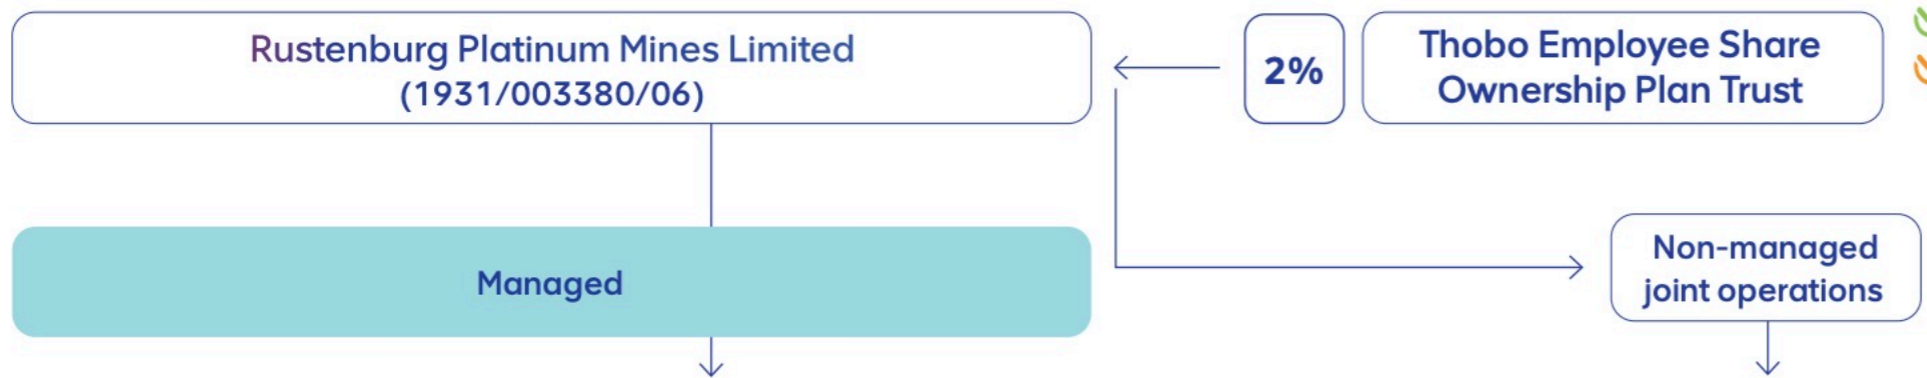 Rustenburg Platinum Mines Limited
(1931/003380/06)
2%
Thobo Employee Share
Ownership Plan Trust
Managed
Non-managed
joint operations